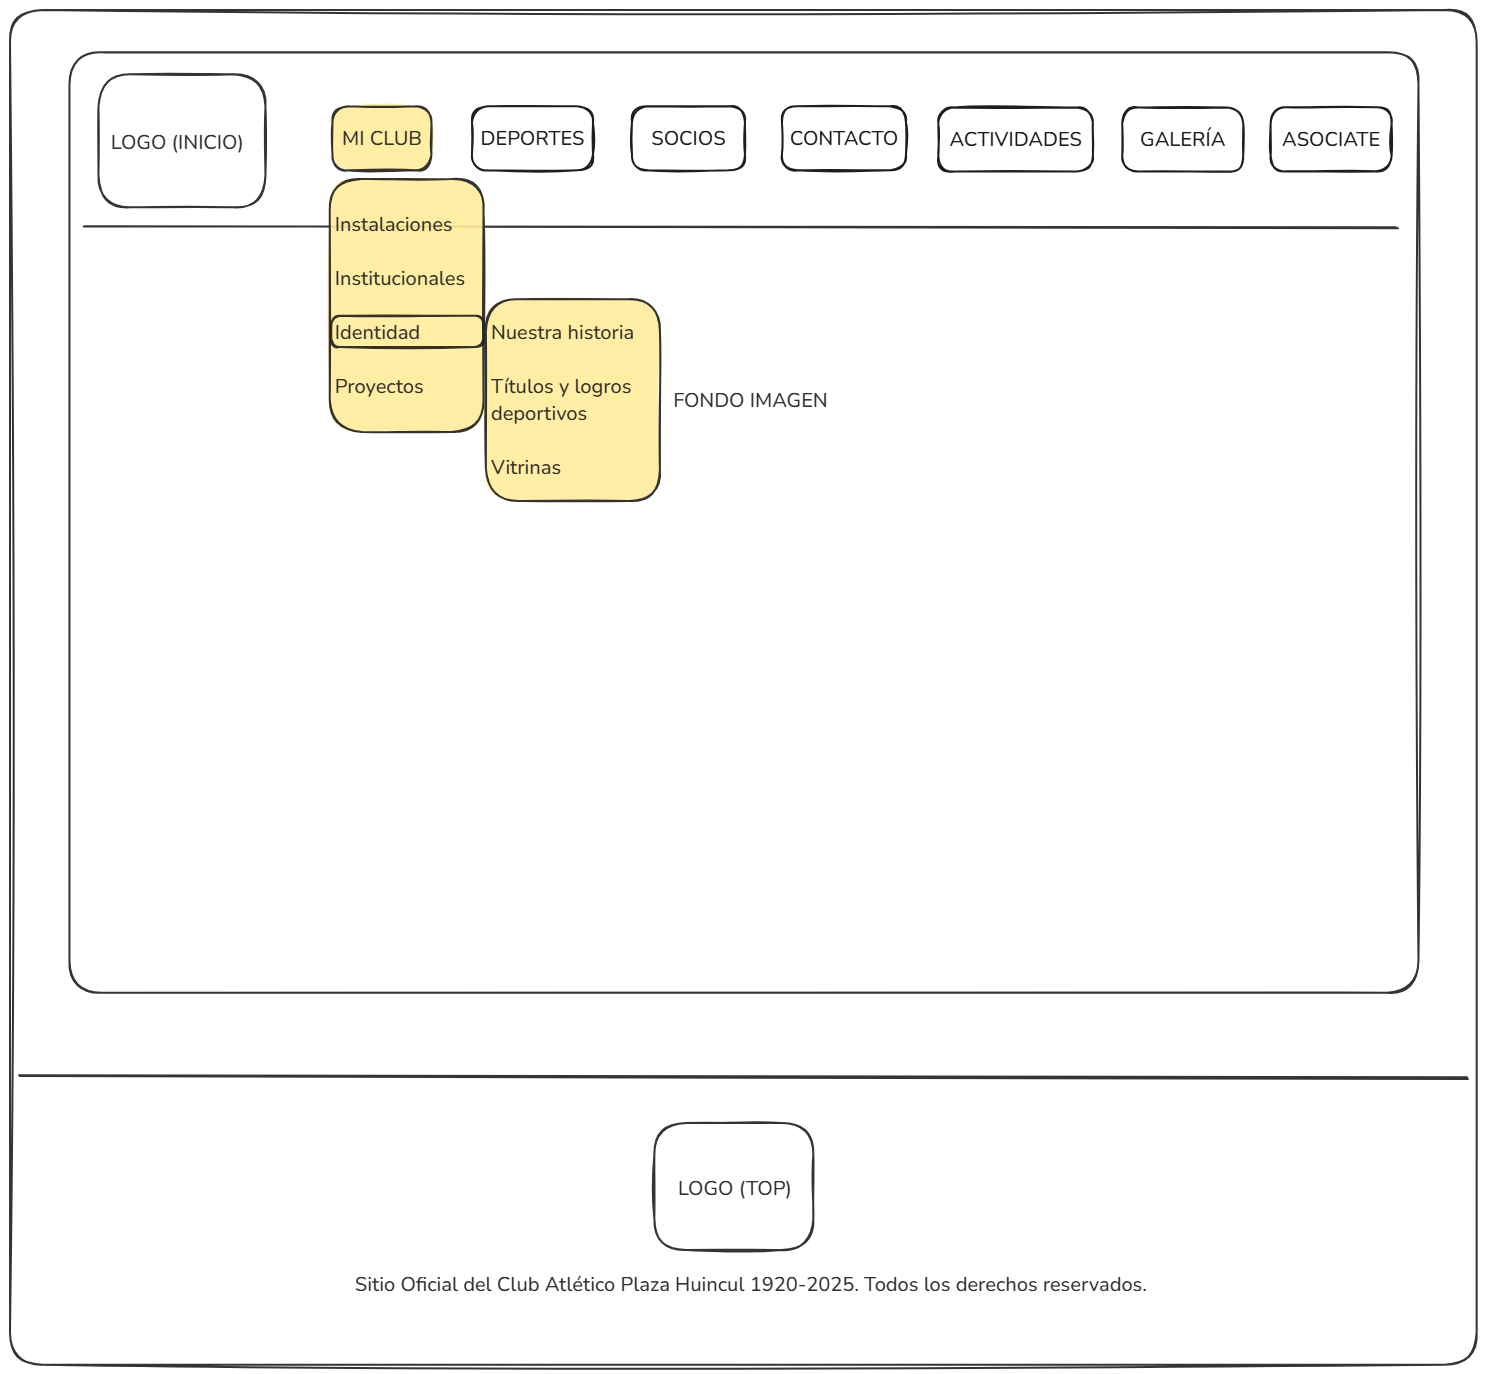 LOGO (INICIO)
MI CLUB
DEPORTES
SOCIOS
CONTACTO
ACTIVIDADES
GALERÍA
ASOCIATE
Instalaciones
Institucionales
Identidad
Proyectos
Nuestra historia
Títulos y logros
deportivos
Vitrinas
FONDO IMAGEN
LOGO (TOP)
Sitio Oficial del Club Atlético Plaza Huincul 1920-2025. Todos los derechos reservados.